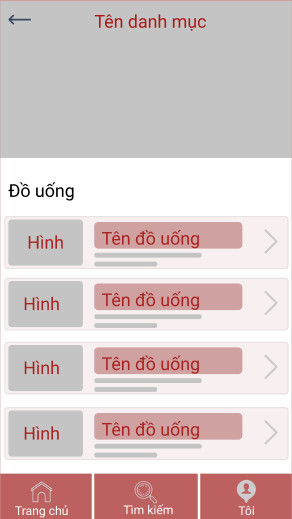 Tên danh mục
Đồ uống
Hình
Tên đồ uống
Hình
Tên đồ uống
Hình
Tên đồ uống
Hình
Tên đồ uống
Trang chủ
Tìm kiếm
Tôi